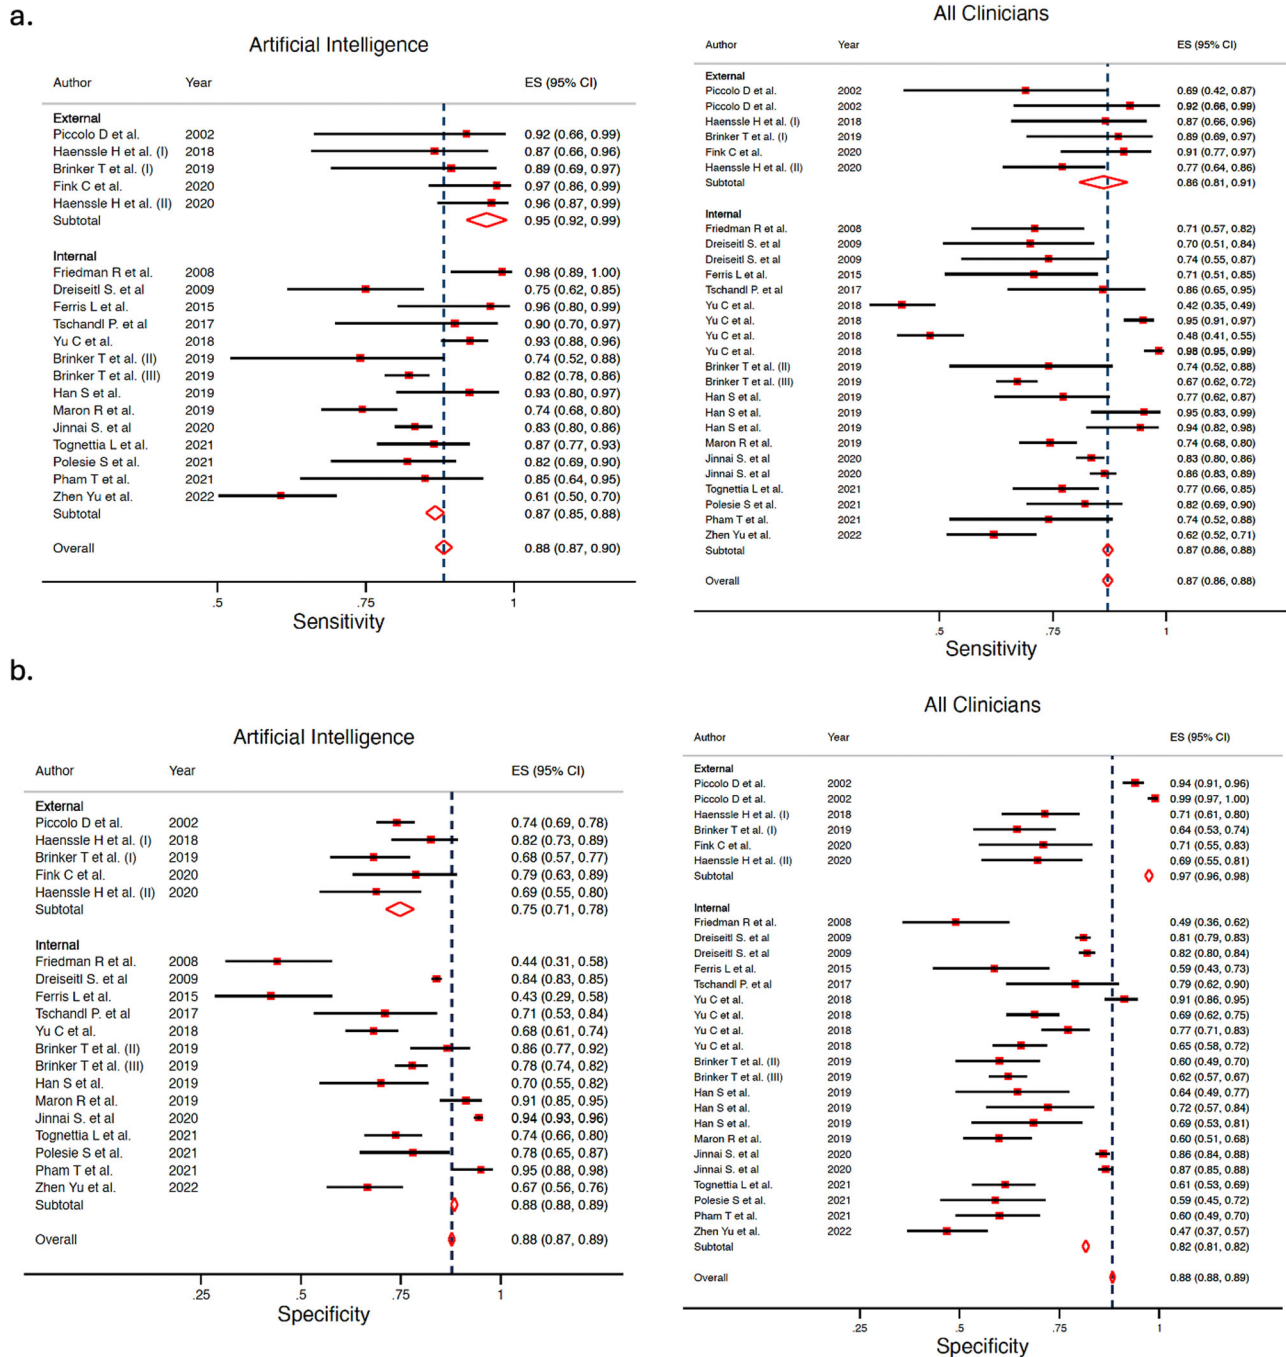 a.
Artificial Intelligence
Author Year ES (95% CI)
External
Piccolo D et al. 2002 0.92 (0.66, 0.99)
Haenssle H et al. (I) 2018 0.87 (0.66, 0.96)
Brinker T et al. (I) 2019 0.89 (0.69, 0.97)
Fink C et al. 2020 0.97 (0.86, 0.99)
Haenssle H et al. (II) 2020 0.96 (0.87, 0.99)
Subtotal 0.95 (0.92, 0.99)
Internal
Friedman R et al. 2008 0.98 (0.89, 1.00)
Dreiseitl S. et al 2009 0.75 (0.62, 0.85)
Ferris L et al. 2015 0.96 (0.80, 0.99)
Tschandl P. et al 2017 0.90 (0.70, 0.97)
Yu C et al. 2018 0.93 (0.88, 0.96)
Brinker T et al. (II) 2019 0.74 (0.52, 0.88)
Brinker T et al. (III) 2019 0.82 (0.78, 0.86)
Han S et al. 2019 0.93 (0.80, 0.97)
Maron R et al. 2019 0.74 (0.68, 0.80)
Jinnai S. et al 2020 0.83 (0.80, 0.86)
Tognettia L et al. 2021 0.87 (0.77, 0.93)
Polesie S et al. 2021 0.82 (0.69, 0.90)
Pham T et al. 2021 0.85 (0.64, 0.95)
Zhen Yu et al. 2022 0.61 (0.50, 0.70)
Subtotal 0.87 (0.85, 0.88)
Overall 0.88 (0.87, 0.90)
.5 .75 1
Sensitivity
All Clinicians
Author Year ES (95% CI)
External
Piccolo D et al. 2002 0.69 (0.42, 0.87)
Piccolo D et al. 2002 0.92 (0.66, 0.99)
Haenssle H et al. (I) 2018 0.87 (0.66, 0.96)
Brinker T et al. (I) 2019 0.89 (0.69, 0.97)
Fink C et al. 2020 0.91 (0.77, 0.97)
Haenssle H et al. (II) 2020 0.77 (0.64, 0.86)
Subtotal 0.86 (0.81, 0.91)
Internal
Friedman R et al. 2008 0.71 (0.57, 0.82)
Dreiseitl S. et al 2009 0.70 (0.51, 0.84)
Dreiseitl S. et al 2009 0.74 (0.55, 0.87)
Ferris L et al. 2015 0.71 (0.51, 0.85)
Tschandl P. et al 2017 0.86 (0.65, 0.95)
Yu C et al. 2018 0.42 (0.35, 0.49)
Yu C et al. 2018 0.95 (0.91, 0.97)
Yu C et al. 2018 0.48 (0.41, 0.55)
Yu C et al. 2018 0.98 (0.95, 0.99)
Brinker T et al. (II) 2019 0.74 (0.52, 0.88)
Brinker T et al. (III) 2019 0.67 (0.62, 0.72)
Han S et al. 2019 0.77 (0.62, 0.87)
Han S et al. 2019 0.95 (0.83, 0.99)
Han S et al. 2019 0.94 (0.82, 0.98)
Maron R et al. 2019 0.74 (0.68, 0.80)
Jinnai S. et al 2020 0.83 (0.80, 0.86)
Jinnai S. et al 2020 0.86 (0.83, 0.89)
Tognettia L et al. 2021 0.77 (0.66, 0.85)
Polesie S et al. 2021 0.82 (0.69, 0.90)
Pham T et al. 2021 0.74 (0.52, 0.88)
Zhen Yu et al. 2022 0.62 (0.52, 0.71)
Subtotal 0.87 (0.86, 0.88)
Overall 0.87 (0.86, 0.88)
.5 .75 1
Sensitivity
b.
Artificial Intelligence
Author Year ES (95% CI)
External
Piccolo D et al. 2002 0.74 (0.69, 0.78)
Haenssle H et al. (I) 2018 0.82 (0.73, 0.89)
Brinker T et al. (I) 2019 0.68 (0.57, 0.77)
Fink C et al. 2020 0.79 (0.63, 0.89)
Haenssle H et al. (II) 2020 0.69 (0.55, 0.80)
Subtotal 0.75 (0.71, 0.78)
Internal
Friedman R et al. 2008 0.44 (0.31, 0.58)
Dreiseitl S. et al 2009 0.84 (0.83, 0.85)
Ferris L et al. 2015 0.43 (0.29, 0.58)
Tschandl P. et al 2017 0.71 (0.53, 0.84)
Yu C et al. 2018 0.68 (0.61, 0.74)
Brinker T et al. (II) 2019 0.86 (0.77, 0.92)
Brinker T et al. (III) 2019 0.78 (0.74, 0.82)
Han S et al. 2019 0.70 (0.55, 0.82)
Maron R et al. 2019 0.91 (0.85, 0.95)
Jinnai S. et al 2020 0.94 (0.93, 0.96)
Tognettia L et al. 2021 0.74 (0.66, 0.80)
Polesie S et al. 2021 0.78 (0.65, 0.87)
Pham T et al. 2021 0.95 (0.88, 0.98)
Zhen Yu et al. 2022 0.67 (0.56, 0.76)
Subtotal 0.88 (0.88, 0.89)
Overall 0.88 (0.87, 0.89)
.25 .5 .75 1
Specificity
All Clinicians
Author Year ES (95% CI)
External
Piccolo D et al. 2002 0.94 (0.91, 0.96)
Piccolo D et al. 2002 0.99 (0.97, 1.00)
Haenssle H et al. (I) 2018 0.71 (0.61, 0.80)
Brinker T et al. (I) 2019 0.64 (0.53, 0.74)
Fink C et al. 2020 0.71 (0.55, 0.83)
Haenssle H et al. (II) 2020 0.69 (0.55, 0.81)
Subtotal 0.97 (0.96, 0.98)
Internal
Friedman R et al. 2008 0.49 (0.36, 0.62)
Dreiseitl S. et al 2009 0.81 (0.79, 0.83)
Dreiseitl S. et al 2009 0.82 (0.80, 0.84)
Ferris L et al. 2015 0.59 (0.43, 0.73)
Tschandl P. et al 2017 0.79 (0.62, 0.90)
Yu C et al. 2018 0.91 (0.86, 0.95)
Yu C et al. 2018 0.69 (0.62, 0.75)
Yu C et al. 2018 0.77 (0.71, 0.83)
Yu C et al. 2018 0.65 (0.58, 0.72)
Brinker T et al. (II) 2019 0.60 (0.49, 0.70)
Brinker T et al. (III) 2019 0.62 (0.57, 0.67)
Han S et al. 2019 0.64 (0.49, 0.77)
Han S et al. 2019 0.72 (0.57, 0.84)
Han S et al. 2019 0.69 (0.53, 0.81)
Maron R et al. 2019 0.60 (0.51, 0.68)
Jinnai S. et al 2020 0.86 (0.84, 0.88)
Jinnai S. et al 2020 0.87 (0.85, 0.88)
Tognettia L et al. 2021 0.61 (0.53, 0.69)
Polesie S et al. 2021 0.59 (0.45, 0.72)
Pham T et al. 2021 0.60 (0.49, 0.70)
Zhen Yu et al. 2022 0.47 (0.37, 0.57)
Subtotal 0.82 (0.81, 0.82)
Overall 0.88 (0.88, 0.89)
.25 .5 .75 1
Specificity